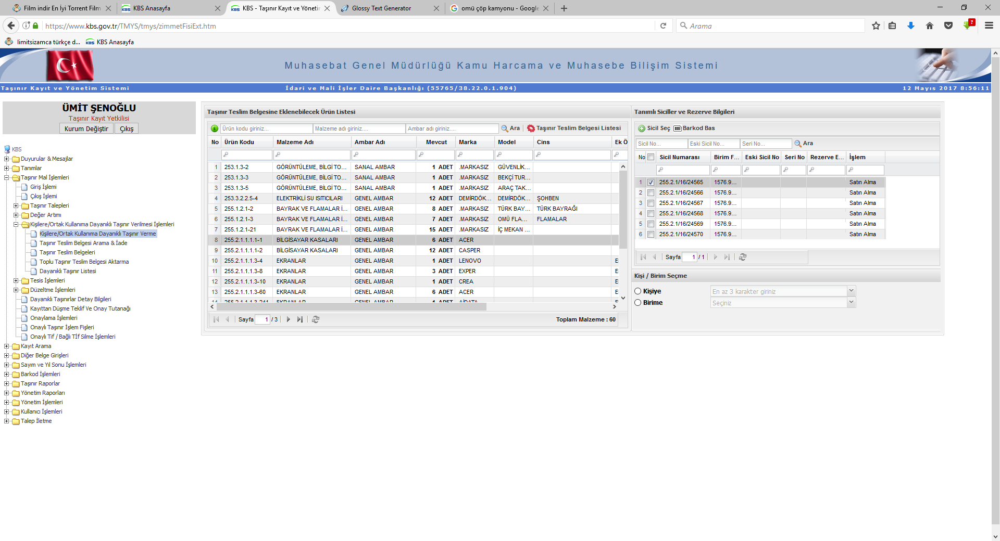 Film indir En İyi Torrent Film
KBS Anasayfa
KBS - Taşınır Kayıt ve Yönetir
Glossy Text Generator
omü çöp kamyonu - Google
https://www.kbs.gov.tr/TMYS/tmys/zimmetFisiExt.htm
Arama
limitsizamca türkçe d...
KBS Anasayfa
Muhasebat Genel Müdürlüğü Kamu Harcama ve Muhasebe Bilişim Sistemi
Taşınır Kayıt ve Yönetim Sistemi
İdari ve Mali İşler Daire Başkanlığı (55765/38.22.0.1.904)
12 Mayıs 2017 8:56:11
ÜMİT ŞENOĞLU
Taşınır Kayıt Yetkilisi
Kurum Değiştir
Çıkış
KBS
Duyurular & Mesajlar
Tanımlar
Taşınır Mal İşlemleri
Giriş İşlemi
Çıkış İşlemi
Taşınır Talepleri
Değer Artımı
Kişilere/Ortak Kullanıma Dayanıklı Taşınır Verilmesi İşlemleri
Kişilere/Ortak Kullanıma Dayanıklı Taşınır Verme
Taşınır Teslim Belgesi Arama & İade
Taşınır Teslim Belgeleri
Toplu Taşınır Teslim Belgesi Aktarma
Dayanıklı Taşınır Listesi
Tesis İşlemleri
Düzeltme İşlemleri
Dayanıklı Taşınırlar Detay Bilgileri
Kayıttan Düşme Teklif Ve Onay Tutanağı
Onaylama İşlemleri
Onaylı Taşınır İşlem Fişleri
Onaylı Tif / Bağlı TİF Silme İşlemleri
Kayıt Arama
Diğer Belge Girişleri
Sayım ve Yıl Sonu İşlemleri
Barkod İşlemleri
Taşınır Raporlar
Yönetim Raporları
Yönetim İşlemleri
Kullanıcı İşlemleri
Talep İletme
Taşınır Teslim Belgesine Eklenebilecek Ürün Listesi
Ürün kodu giriniz... Malzeme adı giriniz.... Ambar adı giriniz.... Ara Taşınır Teslim Belgesi Listesi
No Ürün Kodu Malzeme Adı Ambar Adı Mevcut Marka Model Cins Ek Ö
1 253.1.3-2 GÖRÜNTÜLEME, BİLGİ TO... SANAL AMBAR 1 ADET .MARKASIZ GÜVENLİK...
2 253.1.3-3 GÖRÜNTÜLEME, BİLGİ TO... SANAL AMBAR 1 ADET .MARKASIZ BEKÇİ TUR...
3 253.1.3-5 GÖRÜNTÜLEME, BİLGİ TO... SANAL AMBAR 1 ADET .MARKASIZ ARAÇ TAK...
4 253.3.2.2.5-4 ELEKTRİKLİ SU ISITICILARI GENEL AMBAR 12 ADET DEMİRDÖK... DEMİRDÖK... ŞOHBEN
5 255.1.2.1-2 BAYRAK VE FLAMALAR İ... GENEL AMBAR 8 ADET .MARKASIZ TÜRK BAY... TÜRK BAYRAĞI
6 255.1.2.1-3 BAYRAK VE FLAMALAR İ... GENEL AMBAR 7 ADET .MARKASIZ OMÜ FLA... FLAMALAR
7 255.1.2.1-21 BAYRAK VE FLAMALAR İ... GENEL AMBAR 15 ADET .MARKASIZ İÇ MEKAN ...
8 255.2.1.1.1.1-1 BİLGİSAYAR KASALARI GENEL AMBAR 6 ADET ACER
9 255.2.1.1.1.1-2 BİLGİSAYAR KASALARI GENEL AMBAR 12 ADET CASPER
10 255.2.1.1.1.3-4 EKRANLAR GENEL AMBAR 1 ADET LENOVO E
11 255.2.1.1.1.3-8 EKRANLAR GENEL AMBAR 3 ADET EXPER E
12 255.2.1.1.1.3-10 EKRANLAR GENEL AMBAR 1 ADET CREA E
13 255.2.1.1.1.3-60 EKRANLAR GENEL AMBAR 6 ADET ACER E
14 255.2.1.1.1.3-241 EKRANLAR GENEL AMBAR 1 ADET AİDATA
Sayfa 1 / 3
Toplam Malzeme : 60
Tanımlı Siciller ve Rezerve Bilgileri
Sicil Seç Barkod Bas
Sicil No... Eski Sicil No... Seri No... Ara
No Sicil Numarası Birim F... Eski Sicil No Seri No Rezerve E... İşlem
1 255.2.1/16/24565 1576.9... Satın Alma
2 255.2.1/16/24566 1576.9... Satın Alma
3 255.2.1/16/24567 1576.9... Satın Alma
4 255.2.1/16/24568 1576.9... Satın Alma
5 255.2.1/16/24569 1576.9... Satın Alma
6 255.2.1/16/24570 1576.9... Satın Alma
Sayfa 1 / 1
Kişi / Birim Seçme
Kişiye En az 3 karakter giriniz
Birime Seçiniz